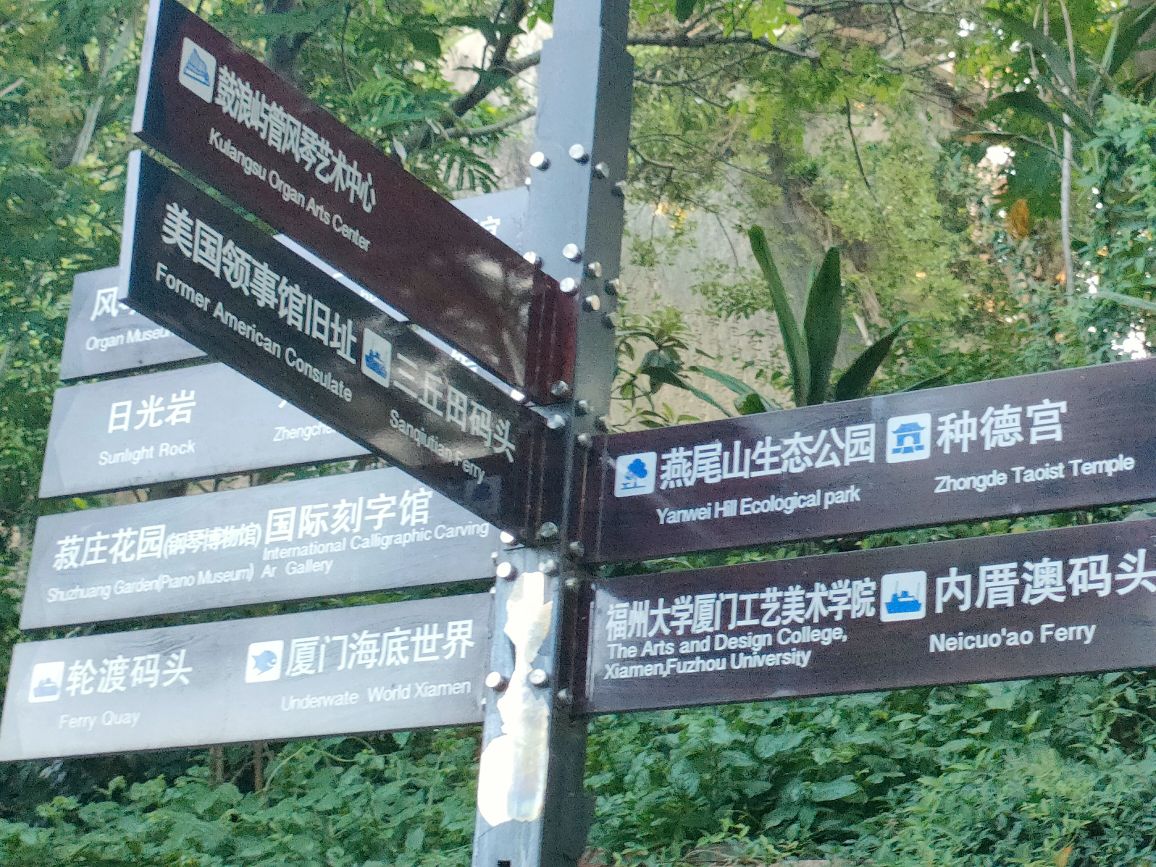 鼓浪屿管风琴艺术中心
Kulangsu Organ Arts Center
美国领事馆旧址 三丘田码头
Former American Consulate Sanqiutian Ferry
风
Organ
日光岩
Sunlight Rock
菽庄花园(钢琴博物馆) 国际刻字馆
Shuzhuang Garden(Piano Museum) International Calligraphic Carving
Ar Gallery
轮渡码头 厦门海底世界
Ferry Quay Underwate World Xiamen
燕尾山生态公园 种德宫
Yanwei Hill Ecological park Zhongde Taoist Temple
福州大学厦门工艺美术学院 内厝澳码头
The Arts and Design College,
Xiamen,Fuzhou University Neicuo'ao Ferry